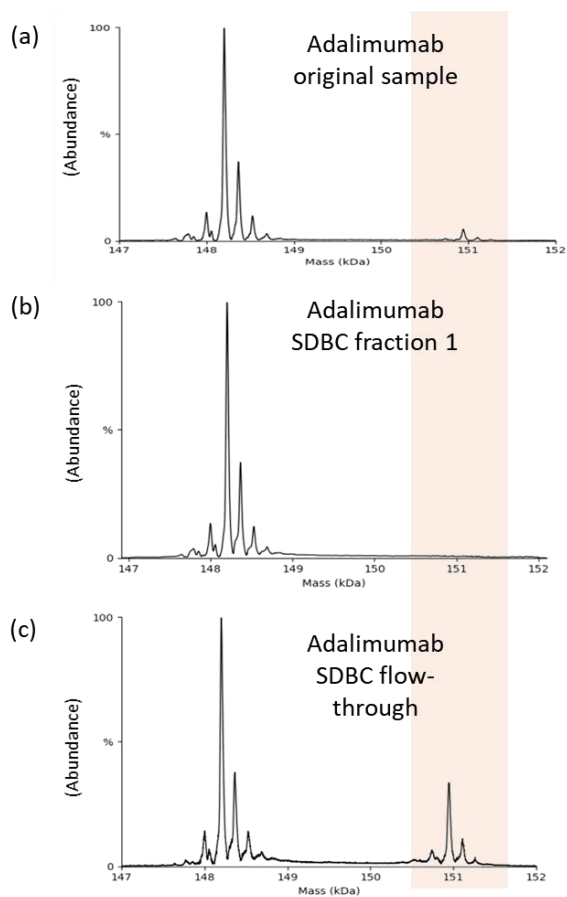 (a)
Adalimumab
original sample
(Abundance)
100
%
0
147 148 149 150 151 152
Mass (kDa)
(b)
Adalimumab
SDBC fraction 1
(Abundance)
100
%
0
147 148 149 150 151 152
Mass (kDa)
(c)
Adalimumab
SDBC flow-
through
(Abundance)
100
%
0
147 148 149 150 151 152
Mass (kDa)